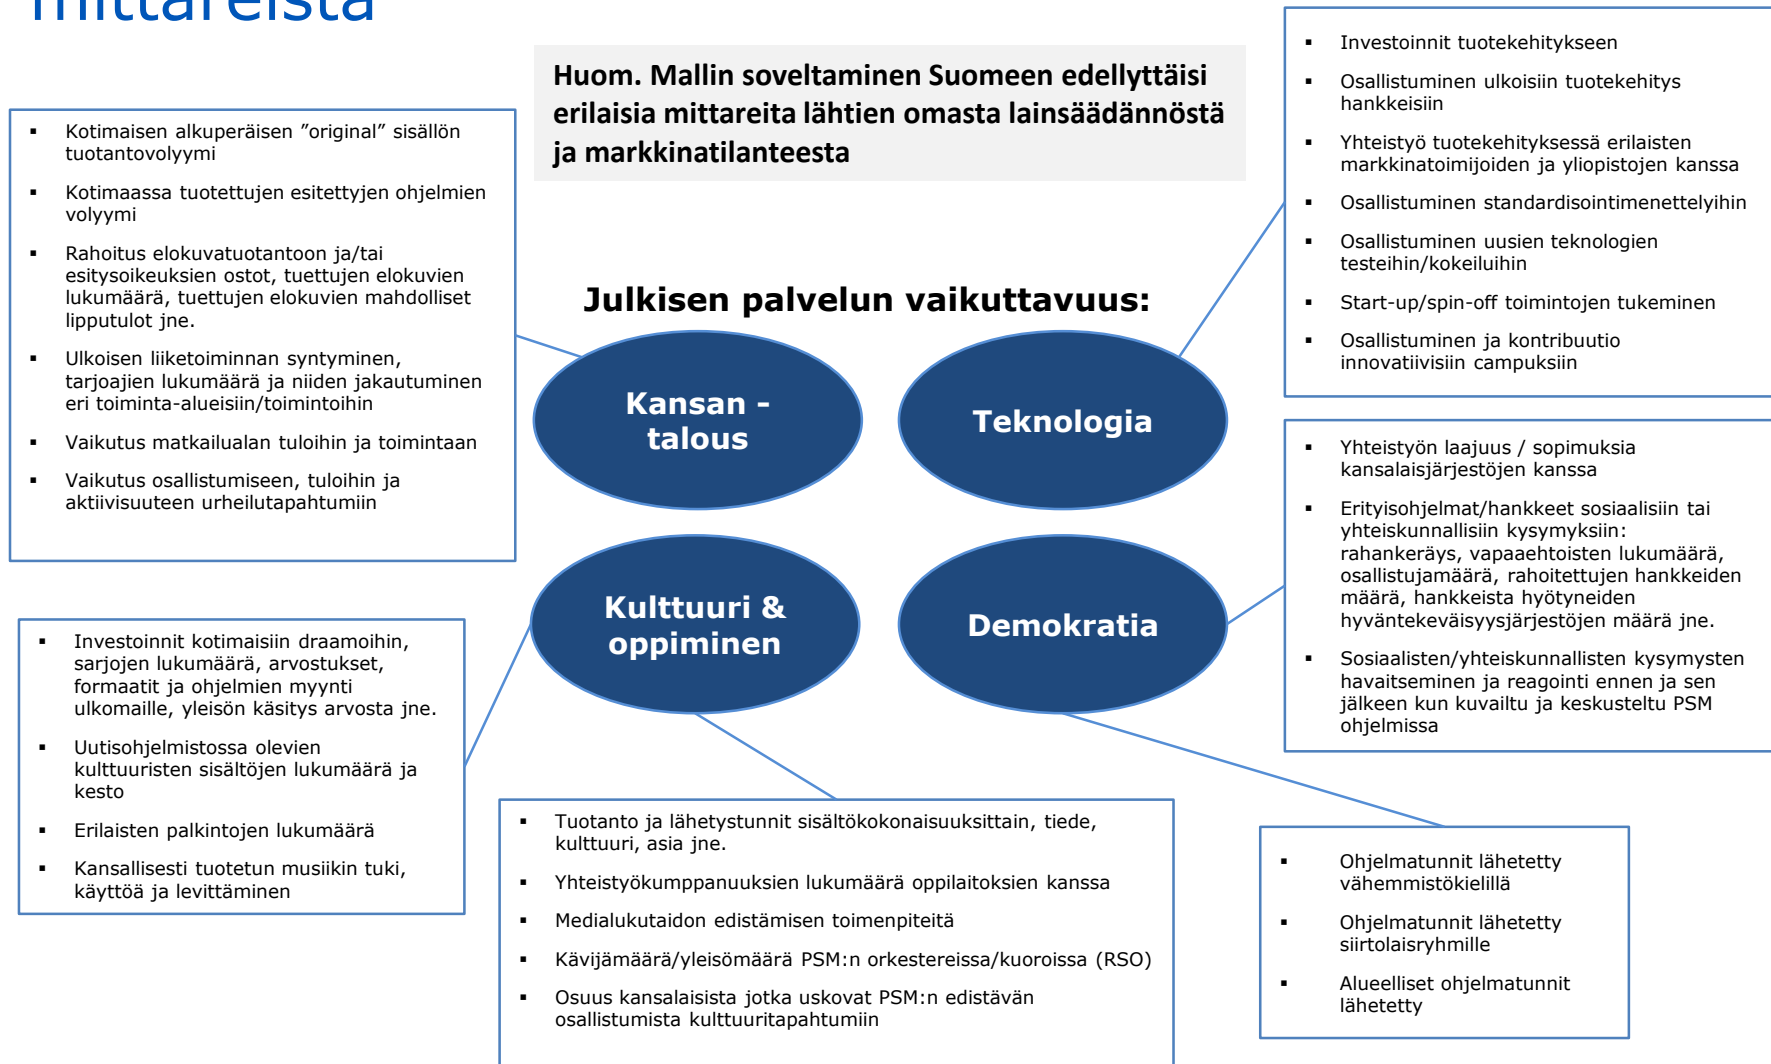 mittareista
Huom. Mallin soveltaminen Suomeen edellyttäisi
erilaisia mittareita lähtien omasta lainsäädännöstä
ja markkinatilanteesta
▪ Kotimaisen alkuperäisen ”original” sisällön
tuotantovolyymi
▪ Kotimaassa tuotettujen esitettyjen ohjelmien
volyymi
▪ Rahoitus elokuvatuotantoon ja/tai
esitysoikeuksien ostot, tuettujen elokuvien
lukumäärä, tuettujen elokuvien mahdolliset
lipputulot jne.
▪ Ulkoisen liiketoiminnan syntyminen,
tarjoajien lukumäärä ja niiden jakautuminen
eri toiminta-alueisiin/toimintoihin
▪ Vaikutus matkailualan tuloihin ja toimintaan
▪ Vaikutus osallistumiseen, tuloihin ja
aktiivisuuteen urheilutapahtumiin
▪ Investoinnit tuotekehitykseen
▪ Osallistuminen ulkoisiin tuotekehitys
hankkeisiin
▪ Yhteistyö tuotekehityksessä erilaisten
markkinatoimijoiden ja yliopistojen kanssa
▪ Osallistuminen standardisointimenettelyihin
▪ Osallistuminen uusien teknologien
testeihin/kokeiluihin
▪ Start-up/spin-off toimintojen tukeminen
▪ Osallistuminen ja kontribuutio
innovatiivisiin campuksiin
Julkisen palvelun vaikuttavuus:
Kansan -
talous
Teknologia
Kulttuuri &
oppiminen
Demokratia
▪ Yhteistyön laajuus / sopimuksia
kansalaisjärjestöjen kanssa
▪ Erityisohjelmat/hankkeet sosiaalisiin tai
yhteiskunnallisiin kysymyksiin:
rahankeräys, vapaaehtoisten lukumäärä,
osallistujamäärä, rahoitettujen hankkeiden
määrä, hankkeista hyötyneiden
hyväntekeväisyysjärjestöjen määrä jne.
▪ Sosiaalisten/yhteiskunnallisten kysymysten
havaitseminen ja reagointi ennen ja sen
jälkeen kun kuvailtu ja keskusteltu PSM
ohjelmissa
▪ Investoinnit kotimaisiin draamoihin,
sarjojen lukumäärä, arvostukset,
formaatit ja ohjelmien myynti
ulkomaille, yleisön käsitys arvosta jne.
▪ Uutisohjelmistossa olevien
kulttuuristen sisältöjen lukumäärä ja
kesto
▪ Erilaisten palkintojen lukumäärä
▪ Kansallisesti tuotetun musiikin tuki,
käyttöä ja levittäminen
▪ Tuotanto ja lähetystunnit sisältökokonaisuuksittain, tiede,
kulttuuri, asia jne.
▪ Yhteistyökumppanuuksien lukumäärä oppilaitoksien kanssa
▪ Medialukutaidon edistämisen toimenpiteitä
▪ Kävijämäärä/yleisömäärä PSM:n orkestereissa/kuoroissa (RSO)
▪ Osuus kansalaisista jotka uskovat PSM:n edistävän
osallistumista kulttuuritapahtumiin
▪ Ohjelmatunnit lähetetty
vähemmistökielillä
▪ Ohjelmatunnit lähetetty
siirtolaisryhmille
▪ Alueelliset ohjelmatunnit
lähetetty